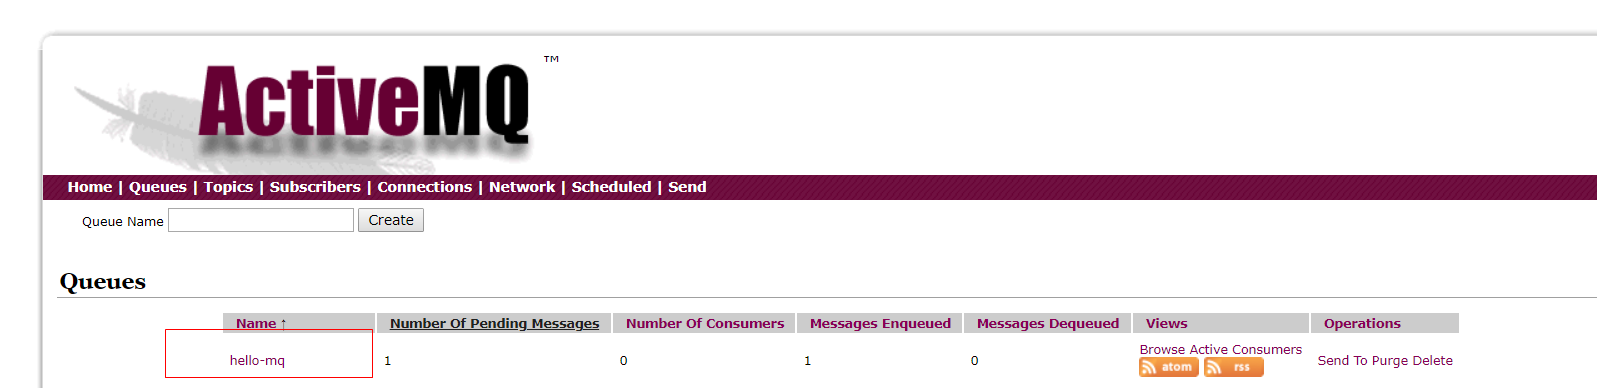 ActiveMQ ™
Home | Queues | Topics | Subscribers | Connections | Network | Scheduled | Send
Queue Name Create
Queues
Name ↑ Number Of Pending Messages Number Of Consumers Messages Enqueued Messages Dequeued Views Operations
hello-mq 1 0 1 0 Browse Active Consumers Send To Purge Delete
atom rss